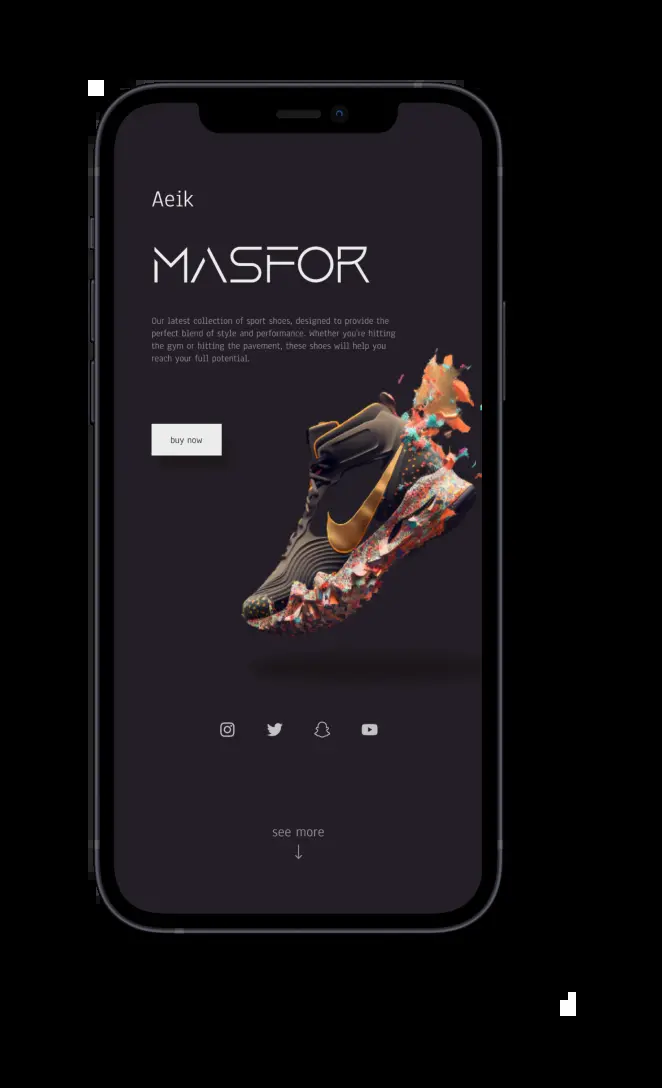 Aeik
MASFOR
Our latest collection of sport shoes, designed to provide the
perfect blend of style and performance. Whether you're hitting
the gym or hitting the pavement, these shoes will help you
reach your full potential.
buy now
see more